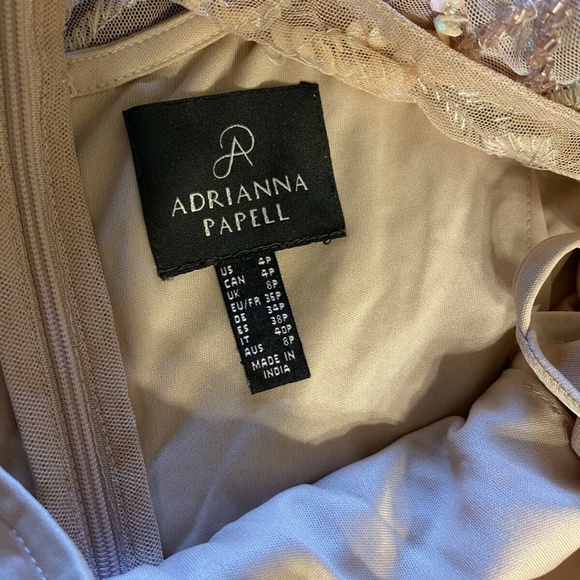 ADRIANNA
PAPELL
US 4P
CAN 4P
UK 8P
EU/FR 36P
DE 34P
ES 38P
IT 40P
AUS 8P
MADE IN
INDIA